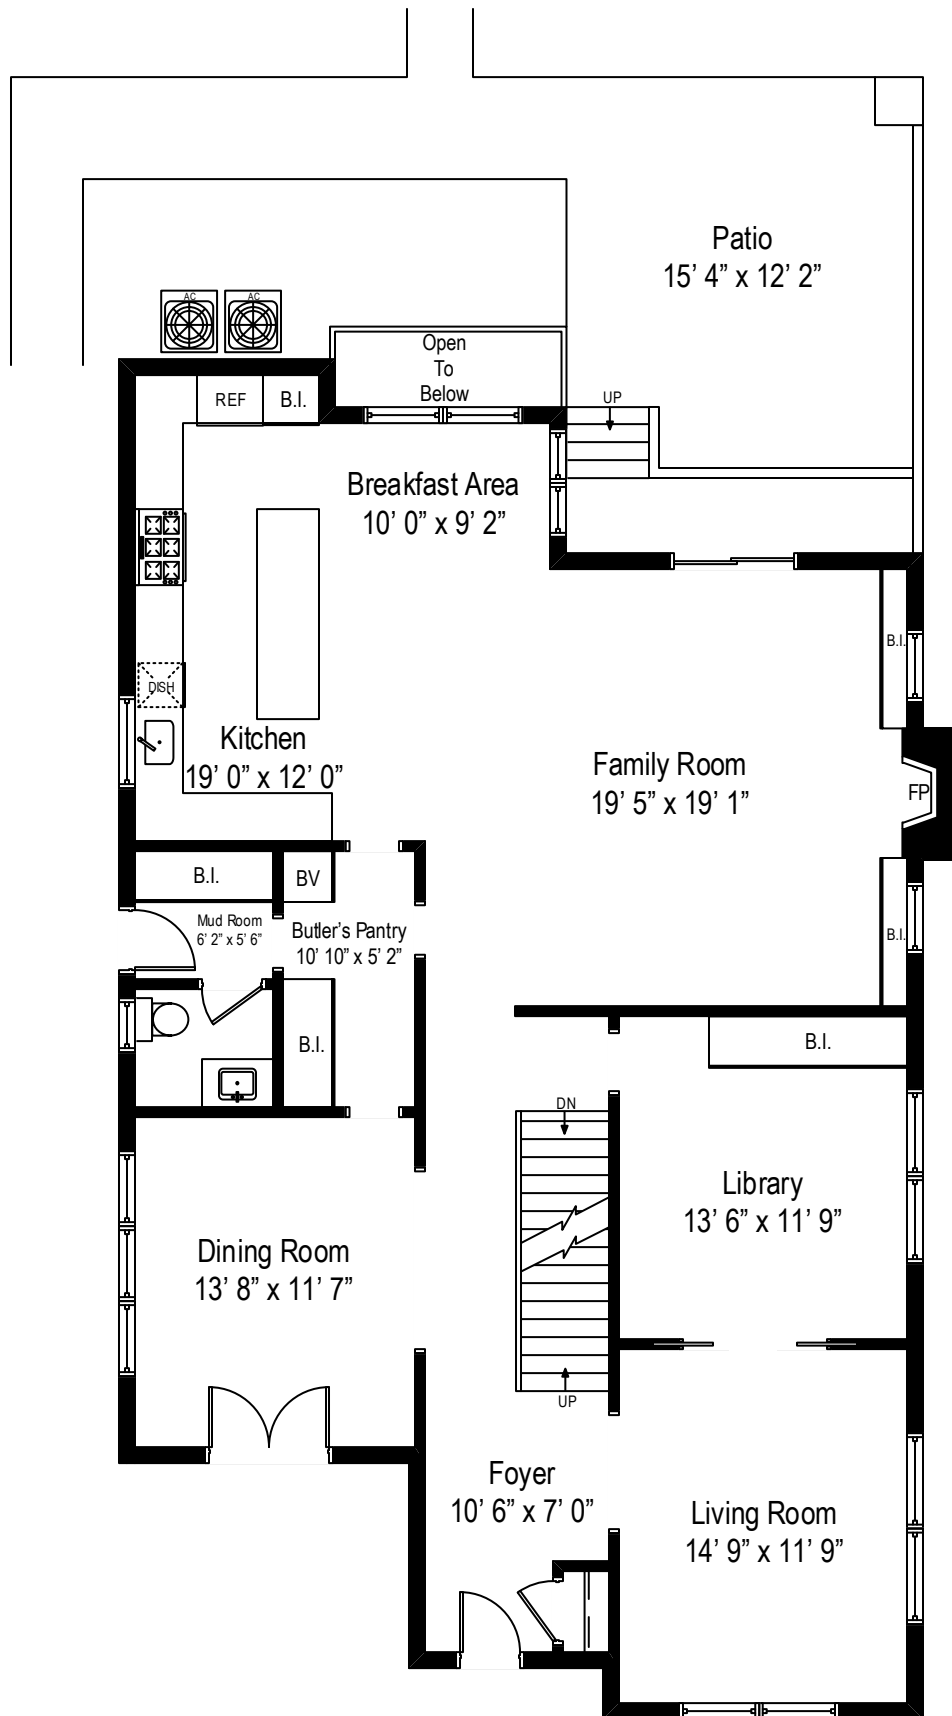 Patio
15’ 4” x 12’ 2”
AC
AC
Open
To
Below
REF
B.I.
UP
Breakfast Area
10’ 0” x 9’ 2”
B.I.
DISH
Kitchen
19’ 0” x 12’ 0”
Family Room
19’ 5” x 19’ 1”
FP
B.I.
BV
Mud Room
6’ 2” x 5’ 6”
Butler’s Pantry
10’ 10” x 5’ 2”
B.I.
B.I.
B.I.
DN
Library
13’ 6” x 11’ 9”
Dining Room
13’ 8” x 11’ 7”
UP
Foyer
10’ 6” x 7’ 0”
Living Room
14’ 9” x 11’ 9”